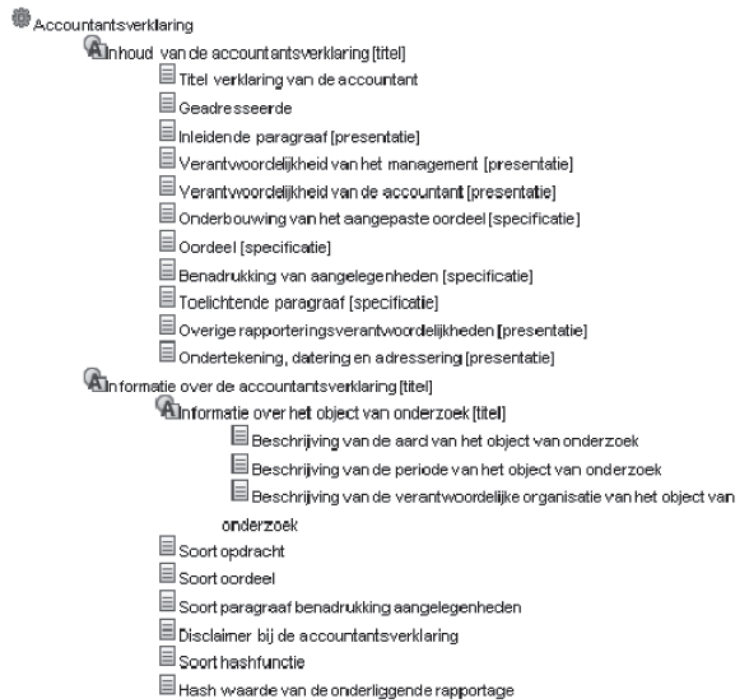 Accountantsverklaring
Inhoud van de accountantsverklaring [titel]
Titel verklaring van de accountant
Geadresseerde
Inleidende paragraaf [presentatie]
Verantwoordelijkheid van het management [presentatie]
Verantwoordelijkheid van de accountant [presentatie]
Onderbouwing van het aangepaste oordeel [specificatie]
Oordeel [specificatie]
Benadrukking van aangelegenheden [specificatie]
Toelichtende paragraaf [specificatie]
Overige rapporteringsverantwoordelijkheden [presentatie]
Ondertekening, datering en adressering [presentatie]
Informatie over de accountantsverklaring [titel]
Informatie over het object van onderzoek [titel]
Beschrijving van de aard van het object van onderzoek
Beschrijving van de periode van het object van onderzoek
Beschrijving van de verantwoordelijke organisatie van het object van
onderzoek
Soort opdracht
Soort oordeel
Soort paragraaf benadrukking aangelegenheden
Disclaimer bij de accountantsverklaring
Soort hashfunctie
Hash waarde van de onderliggende rapportage